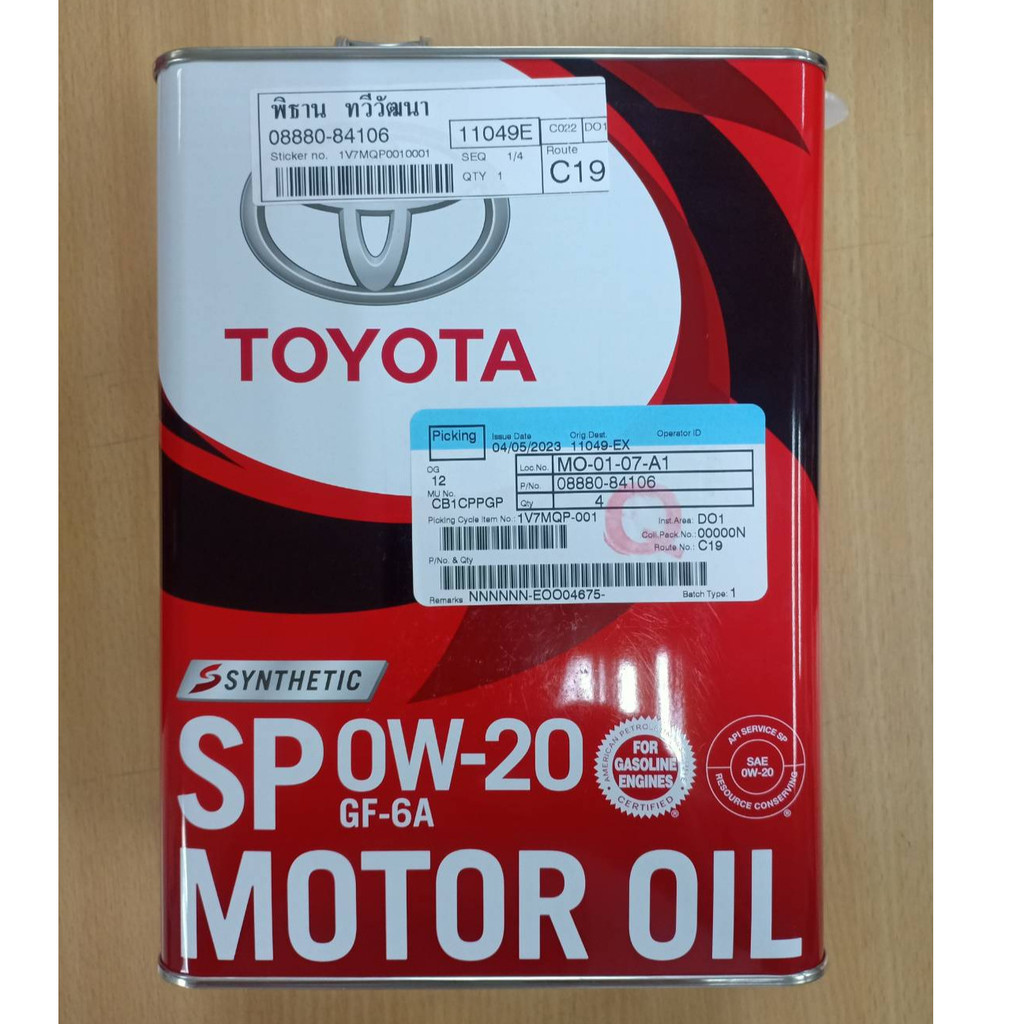 พิธาน ทวีวัฒนา
08880-84106 11049E C022 DO1
Sticker no. 1V7MQP0010001 SEQ 1/4 Route
QTY 1 C19
TOYOTA
Picking Issue Date Orig Dest. Operator ID
04/05/2023 11049-EX
OG Loc No. MO-01-07-A1
12 P/No. 08880-84106
MU No. Qty 4
CB1CPPGP
Picking Cycle Item No.: 1V7MQP-001 Inst.Area: DO1
Coll.Pack.No.: 00000N
Route No.: C19
P/No. & Qty
Remarks NNNNNN-EOO04675- Batch Type: 1
S SYNTHETIC
SP 0W-20
GF-6A
AMERICAN PETROLEUM
FOR
GASOLINE
ENGINES
CERTIFIED
®
API SERVICE SP
SAE
0W-20
RESOURCE CONSERVING
®
MOTOR OIL